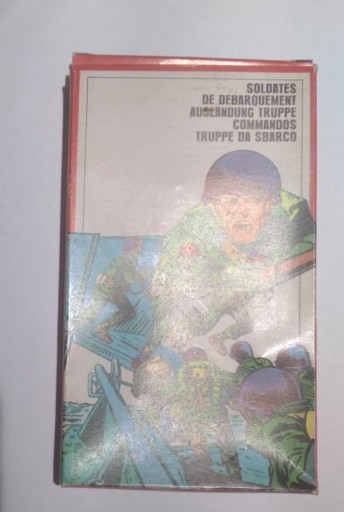 SOLDATES
DE DEBARQUEMENT
AUSLANDUNG TRUPPE
COMMANDOS
TRUPPE DA SBARCO